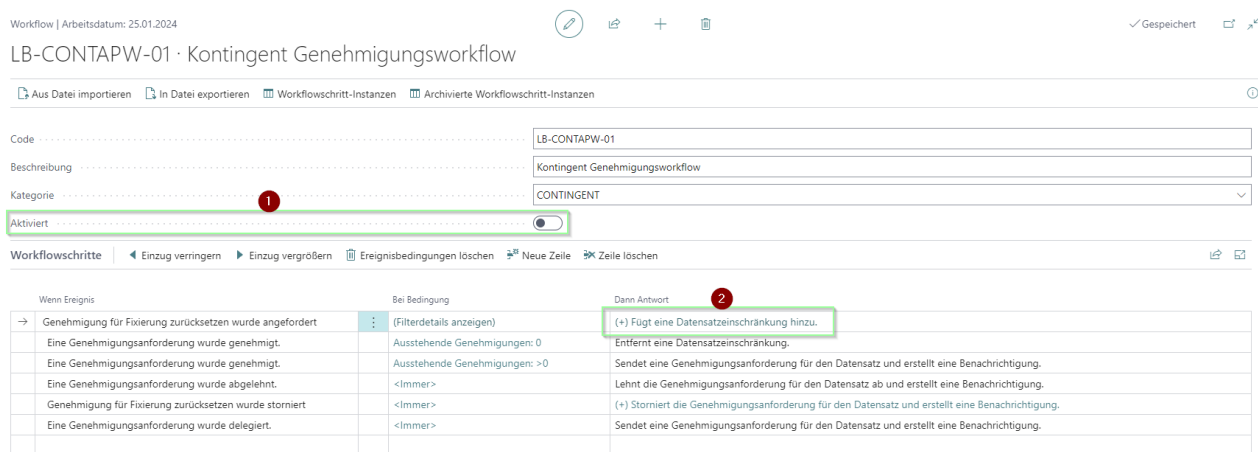 Workflow | Arbeitsdatum: 25.01.2024
Gespeichert
LB-CONTAPW-01 · Kontingent Genehmigungsworkflow
Aus Datei importieren In Datei exportieren Workflowschritt-Instanzen Archivierte Workflowschritt-Instanzen
Code LB-CONTAPW-01
Beschreibung Kontingent Genehmigungsworkflow
Kategorie CONTINGENT
1
Aktiviert
Workflowschritte Einzug verringern Einzug vergrößern Ereignisbedingungen löschen Neue Zeile Zeile löschen
2
Wenn Ereignis Bei Bedingung Dann Antwort
Genehmigung für Fixierung zurücksetzen wurde angefordert (Filterdetails anzeigen) (+) Fügt eine Datensatzeinschränkung hinzu.
Eine Genehmigungsanforderung wurde genehmigt. Ausstehende Genehmigungen: 0 Entfernt eine Datensatzeinschränkung.
Eine Genehmigungsanforderung wurde genehmigt. Ausstehende Genehmigungen: >0 Sendet eine Genehmigungsanforderung für den Datensatz und erstellt eine Benachrichtigung.
Eine Genehmigungsanforderung wurde abgelehnt. <Immer> Lehnt die Genehmigungsanforderung für den Datensatz ab und erstellt eine Benachrichtigung.
Genehmigung für Fixierung zurücksetzen wurde storniert <Immer> (+) Storniert die Genehmigungsanforderung für den Datensatz und erstellt eine Benachrichtigung.
Eine Genehmigungsanforderung wurde delegiert. <Immer> Sendet eine Genehmigungsanforderung für den Datensatz und erstellt eine Benachrichtigung.